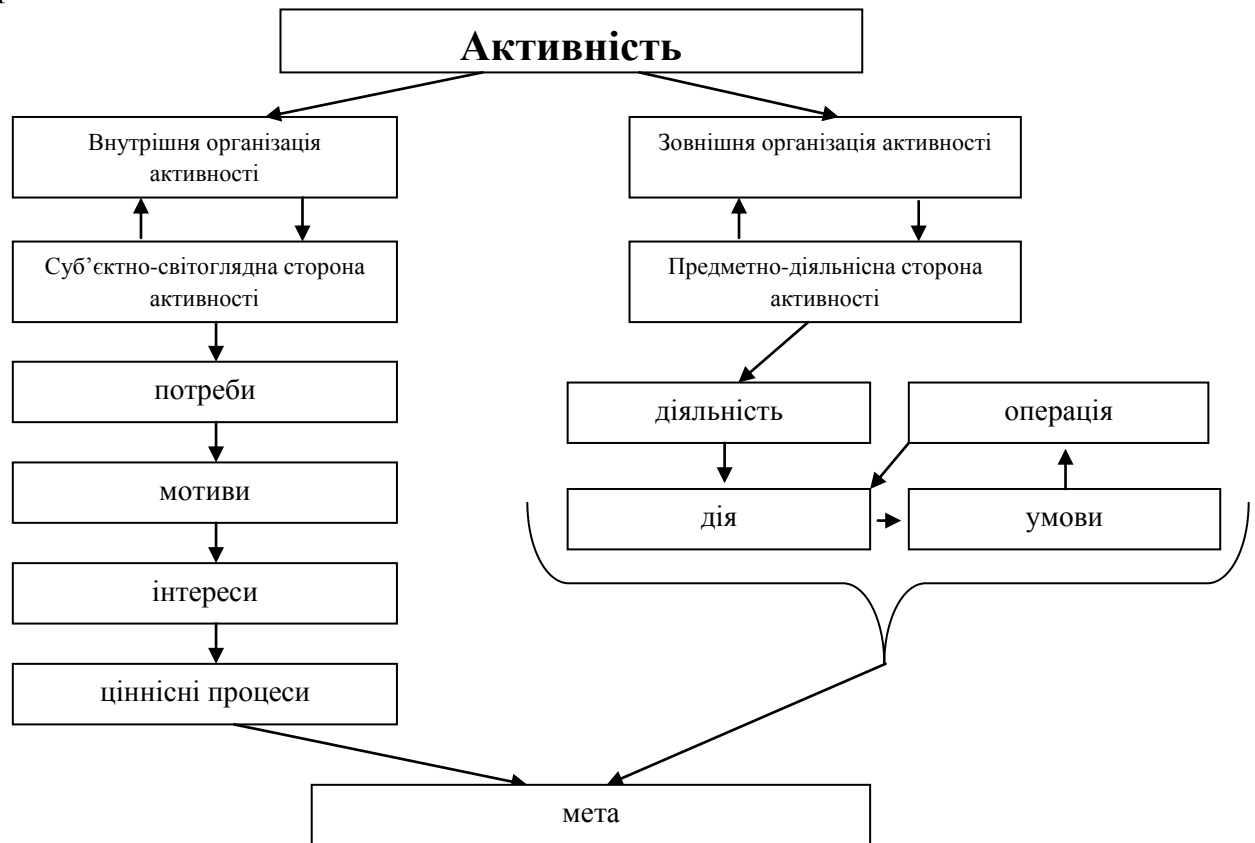 Активність
Внутрішня організація
активності
Зовнішня організація активності
Суб’єктно-світоглядна сторона
активності
Предметно-діяльнісна сторона
активності
потреби
діяльність
операція
мотиви
дія
умови
інтереси
ціннісні процеси
мета